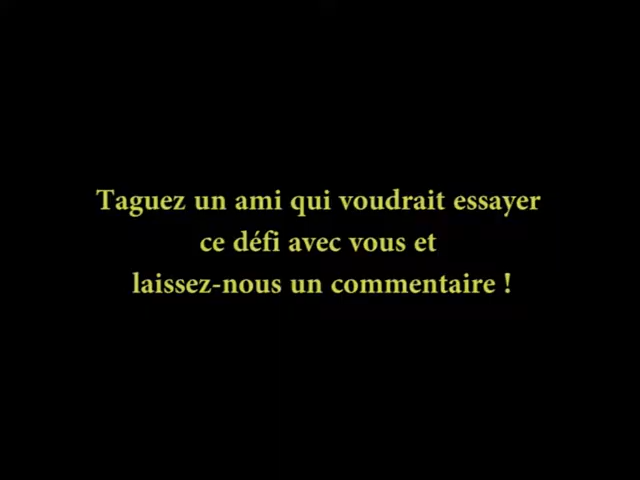 Taguez un ami qui voudrait essayer
ce défi avec vous et
laissez-nous un commentaire !